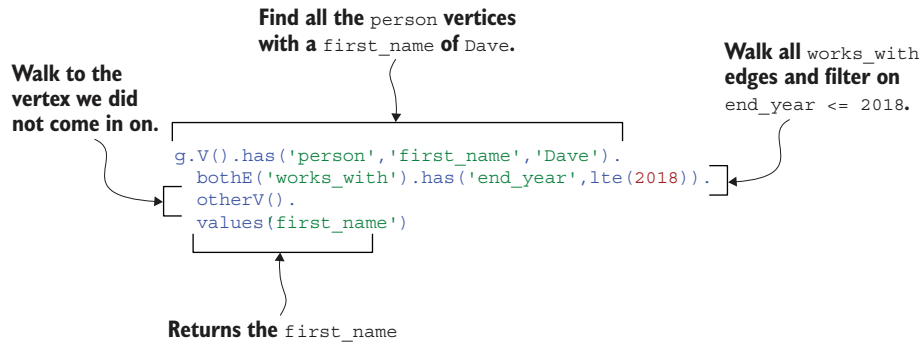 Find all the person vertices
with a first_name of Dave.
Walk all works_with
edges and filter on
end_year <= 2018.
Walk to the
vertex we did
not come in on.
g.V().has('person','first_name','Dave').
bothE('works_with').has('end_year',lte(2018)).
otherV().
values('first_name')
Returns the first_name